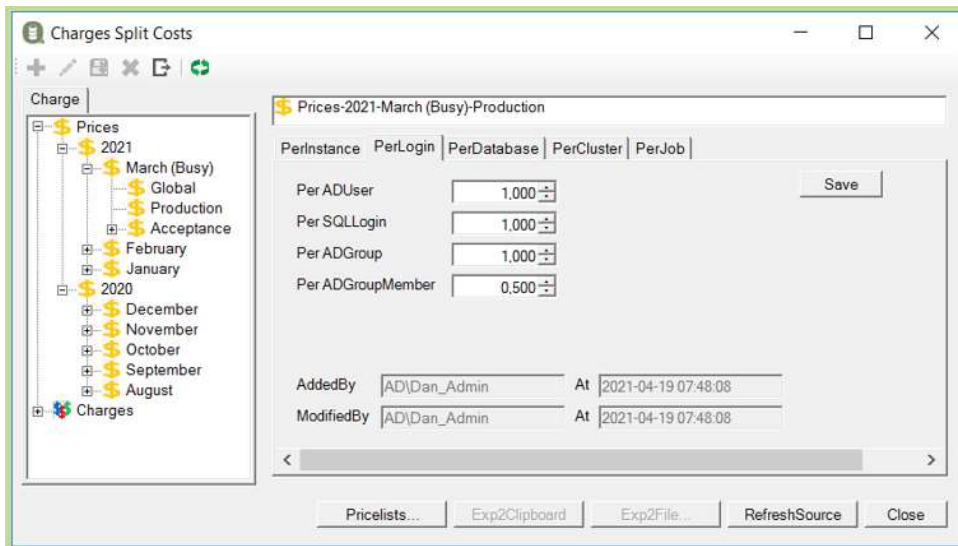 Charges Split Costs
Charge
Prices
2021
March (Busy)
Global
Production
Acceptance
February
January
2020
December
November
October
September
August
Charges
Prices-2021-March (Busy)-Production
PerInstance PerLogin PerDatabase PerCluster PerJob
Per ADUser 1,000
Save
Per SQLLogin 1,000
Per ADGroup 1,000
Per ADGroupMember 0,500
AddedBy AD\Dan_Admin At 2021-04-19 07:48:08
ModifiedBy AD\Dan_Admin At 2021-04-19 07:48:08
Pricelists... Exp2Clipboard Exp2File... RefreshSource Close